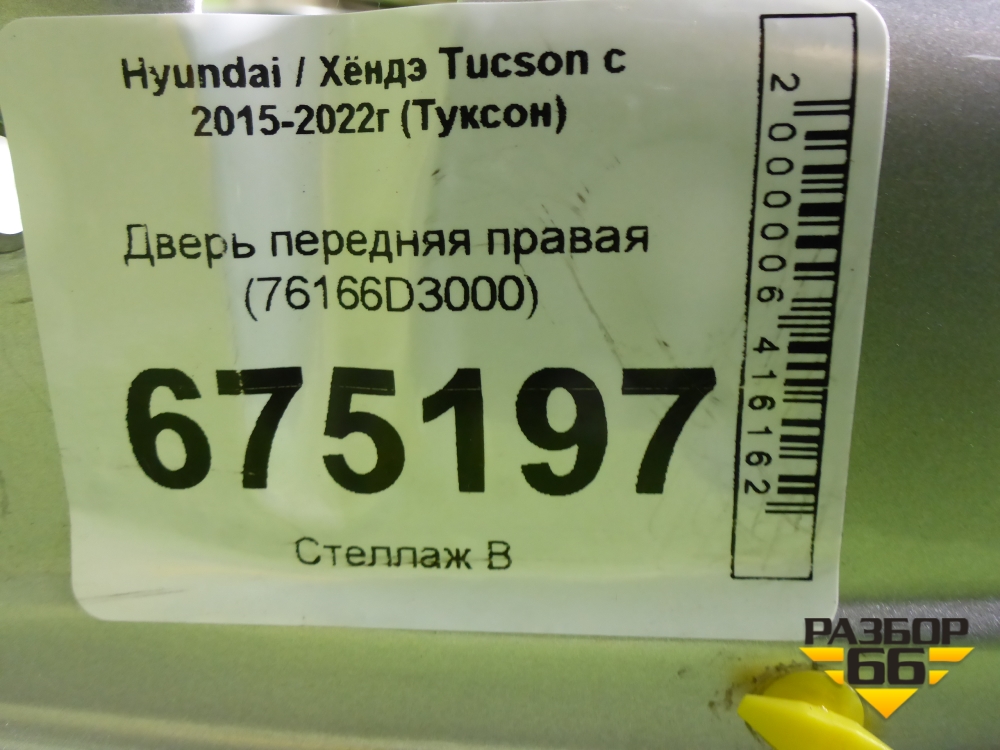 Hyundai / Хёндэ Tucson с
2015-2022г (Туксон)
Дверь передняя правая
(76166D3000)
675197
Стеллаж В
2000006416162
РАЗБОР
66